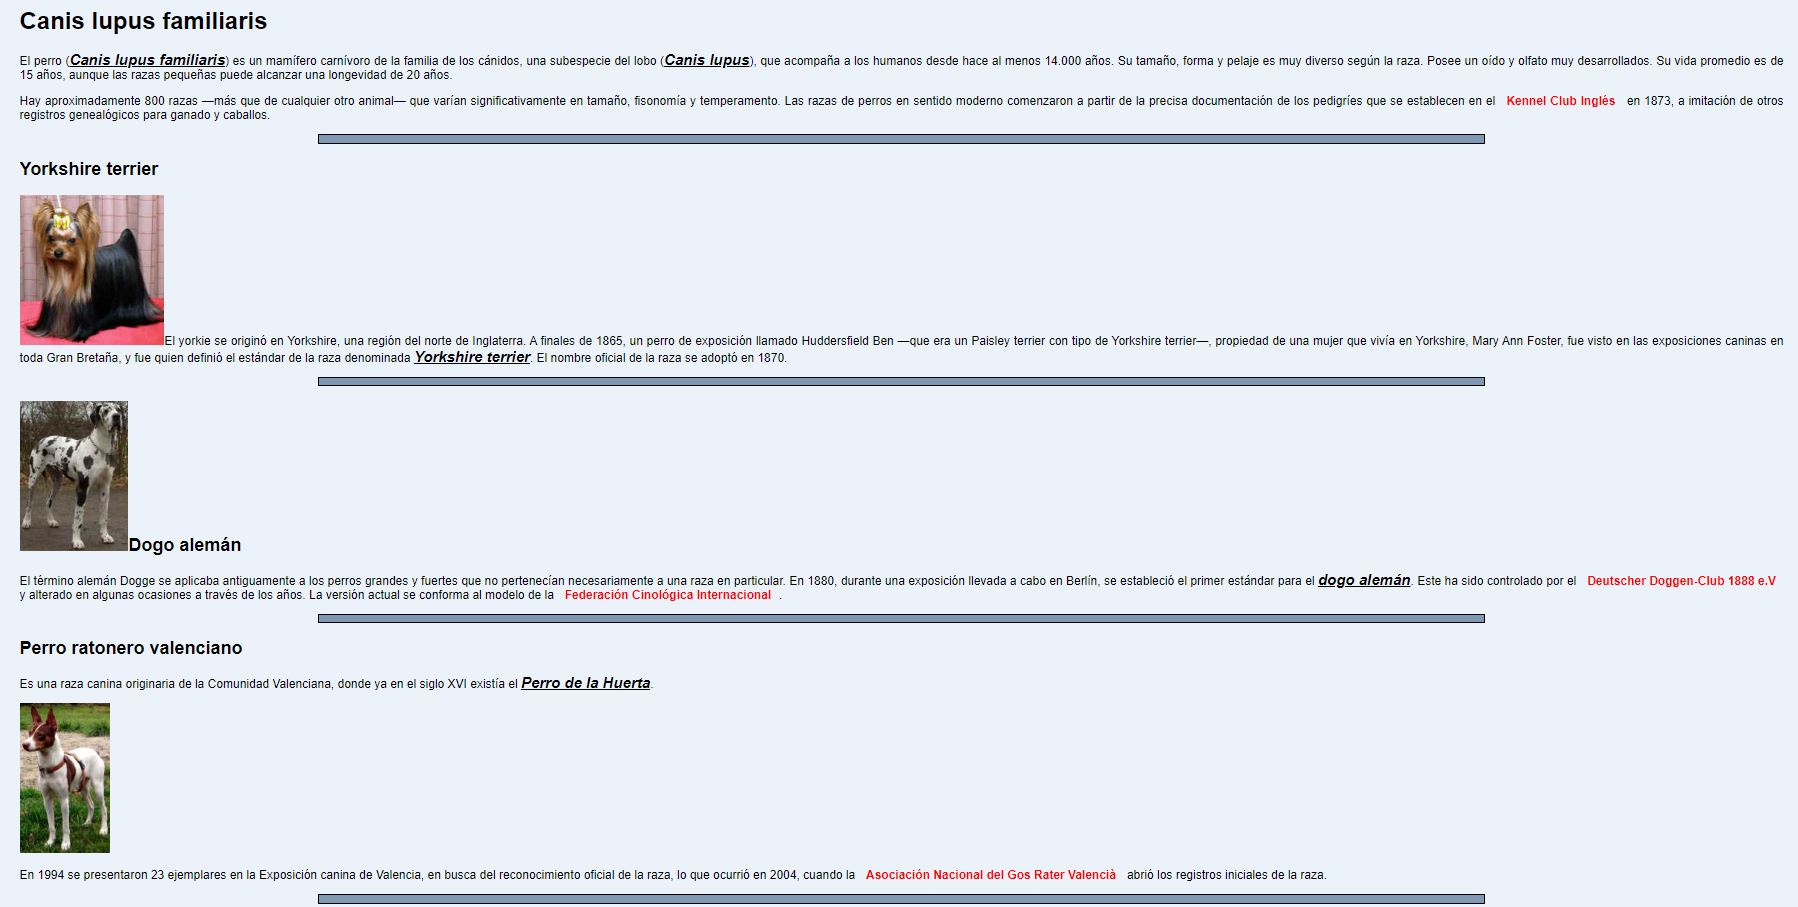 Canis lupus familiaris
El perro (Canis lupus familiaris) es un mamífero carnívoro de la familia de los cánidos, una subespecie del lobo (Canis lupus), que acompaña a los humanos desde hace al menos 14.000 años. Su tamaño, forma y pelaje es muy diverso según la raza. Posee un oído y olfato muy desarrollados. Su vida promedio es de
15 años, aunque las razas pequeñas puede alcanzar una longevidad de 20 años.
Hay aproximadamente 800 razas —más que de cualquier otro animal— que varían significativamente en tamaño, fisonomía y temperamento. Las razas de perros en sentido moderno comenzaron a partir de la precisa documentación de los pedigríes que se establecen en el Kennel Club Inglés en 1873, a imitación de otros
registros genealógicos para ganado y caballos.
Yorkshire terrier
El yorkie se originó en Yorkshire, una región del norte de Inglaterra. A finales de 1865, un perro de exposición llamado Huddersfield Ben —que era un Paisley terrier con tipo de Yorkshire terrier—, propiedad de una mujer que vivía en Yorkshire, Mary Ann Foster, fue visto en las exposiciones caninas en
toda Gran Bretaña, y fue quien definió el estándar de la raza denominada Yorkshire terrier. El nombre oficial de la raza se adoptó en 1870.
Dogo alemán
El término alemán Dogge se aplicaba antiguamente a los perros grandes y fuertes que no pertenecían necesariamente a una raza en particular. En 1880, durante una exposición llevada a cabo en Berlín, se estableció el primer estándar para el dogo alemán. Este ha sido controlado por el Deutscher Doggen-Club 1888 e.V
y alterado en algunas ocasiones a través de los años. La versión actual se conforma al modelo de la Federación Cinológica Internacional .
Perro ratonero valenciano
Es una raza canina originaria de la Comunidad Valenciana, donde ya en el siglo XVI existía el Perro de la Huerta.
En 1994 se presentaron 23 ejemplares en la Exposición canina de Valencia, en busca del reconocimiento oficial de la raza, lo que ocurrió en 2004, cuando la Asociación Nacional del Gos Rater Valencià abrió los registros iniciales de la raza.